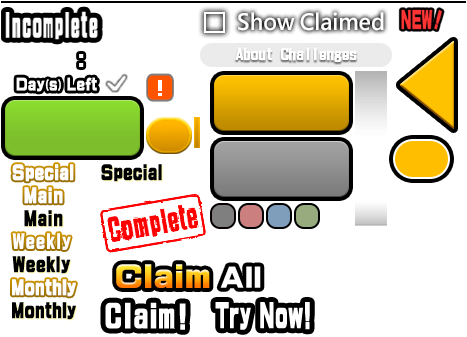 Incomplete
Show Claimed
NEW!
:
About Challenges
Day(s) Left
!
Special
Special
Main
Main
Weekly
Weekly
Monthly
Monthly
Complete
Claim All
Claim!
Try Now!